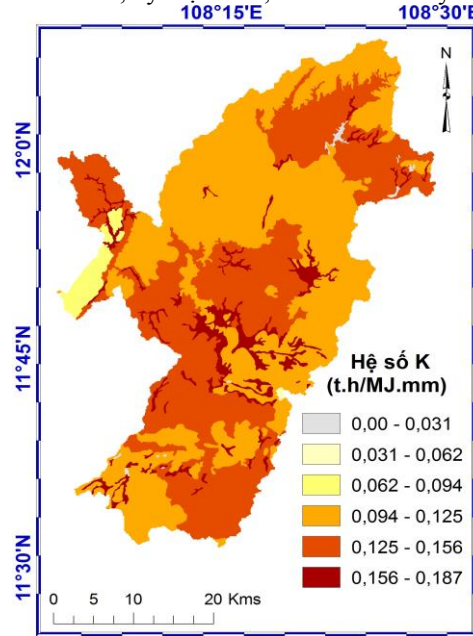 108°15'E 108°30'E
N
12°0'N
11°45'N
11°30'N
Hệ số K
(t.h/MJ.mm)
0,00 - 0,031
0,031 - 0,062
0,062 - 0,094
0,094 - 0,125
0,125 - 0,156
0,156 - 0,187
0 5 10 20 Kms